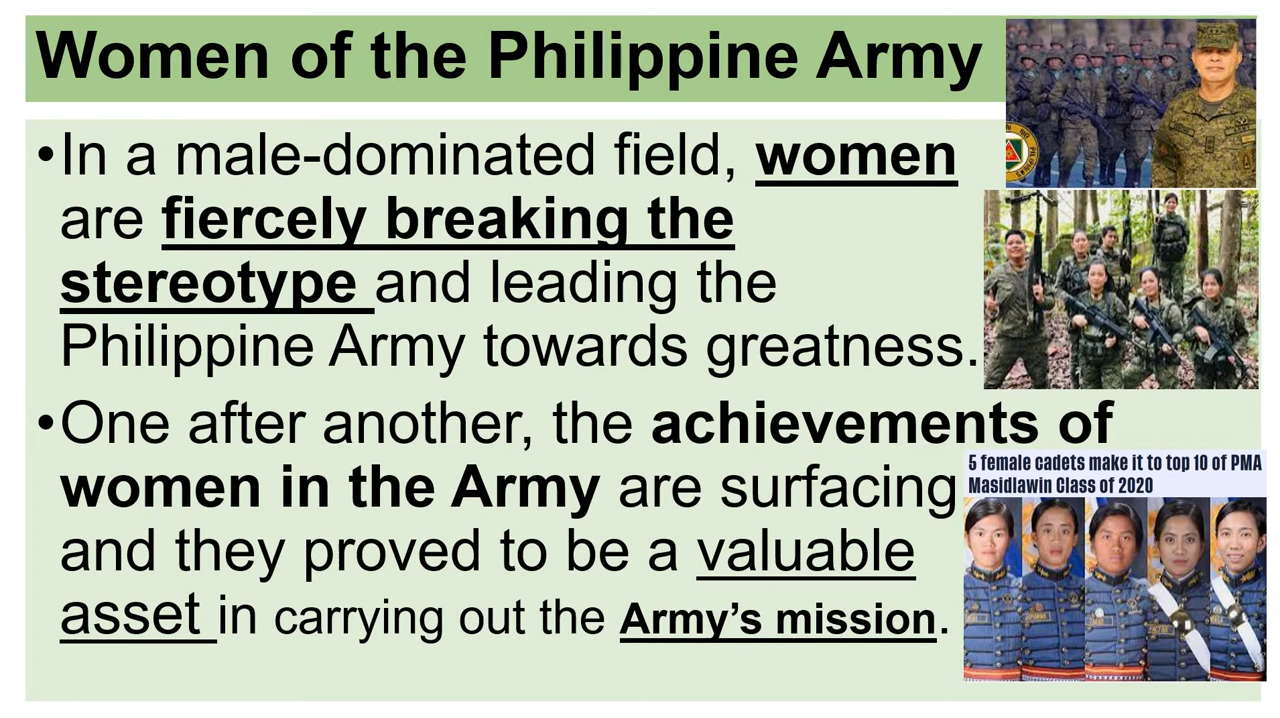 Women of the Philippine Army
•In a male-dominated field, women
are fiercely breaking the
stereotype and leading the
Philippine Army towards greatness.
•One after another, the achievements of
women in the Army are surfacing
and they proved to be a valuable
asset in carrying out the Army’s mission.
5 female cadets make it to top 10 of PMA
Masidlawin Class of 2020